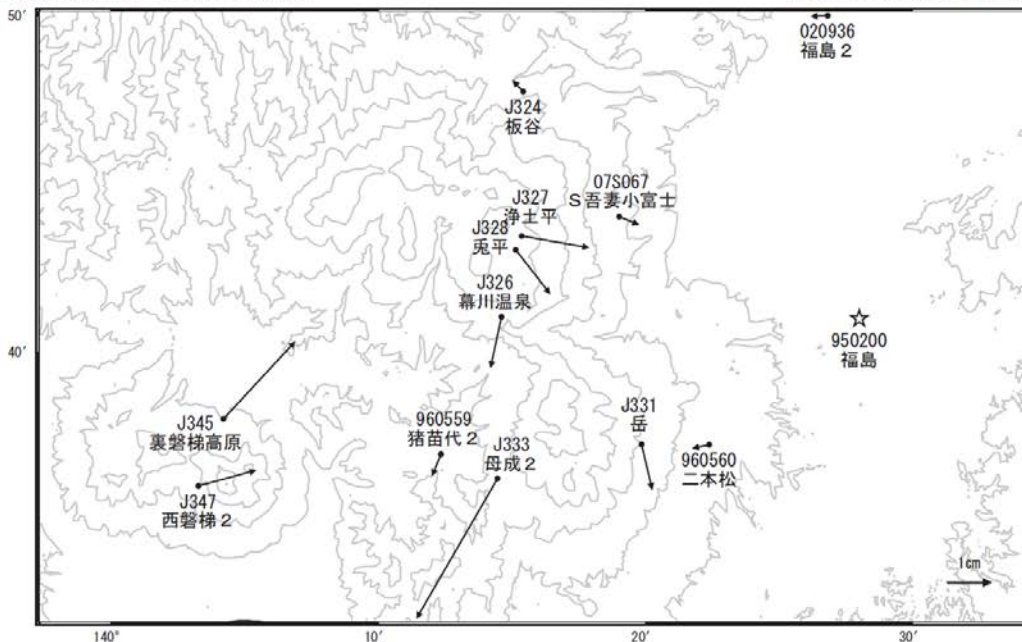 50′
020936
福島２
J324
板谷
07S067
Ｓ吾妻小富士
J327
浄土平
J328
兎平
J326
幕川温泉
40′
950200
福島
J345
裏磐梯高原
960559
猪苗代２
J333
母成２
J331
岳
960560
二本松
J347
西磐梯２
1cm
140°
10′
20′
30′